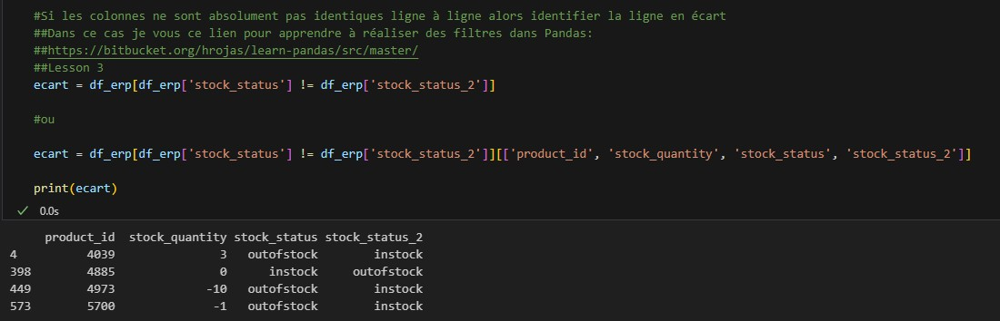 #Si les colonnes ne sont absolument pas identiques ligne à ligne alors identifier la ligne en écart
##Dans ce cas je vous ce lien pour apprendre à réaliser des filtres dans Pandas:
##https://bitbucket.org/hrojas/learn-pandas/src/master/
##Lesson 3
ecart = df_erp[df_erp['stock_status'] != df_erp['stock_status_2']]
#ou
ecart = df_erp[df_erp['stock_status'] != df_erp['stock_status_2']][['product_id', 'stock_quantity', 'stock_status', 'stock_status_2']]
print(ecart)
0.0s
product_id stock_quantity stock_status stock_status_2
4 4039 3 outofstock instock
398 4885 0 instock outofstock
449 4973 -10 outofstock instock
573 5700 -1 outofstock instock